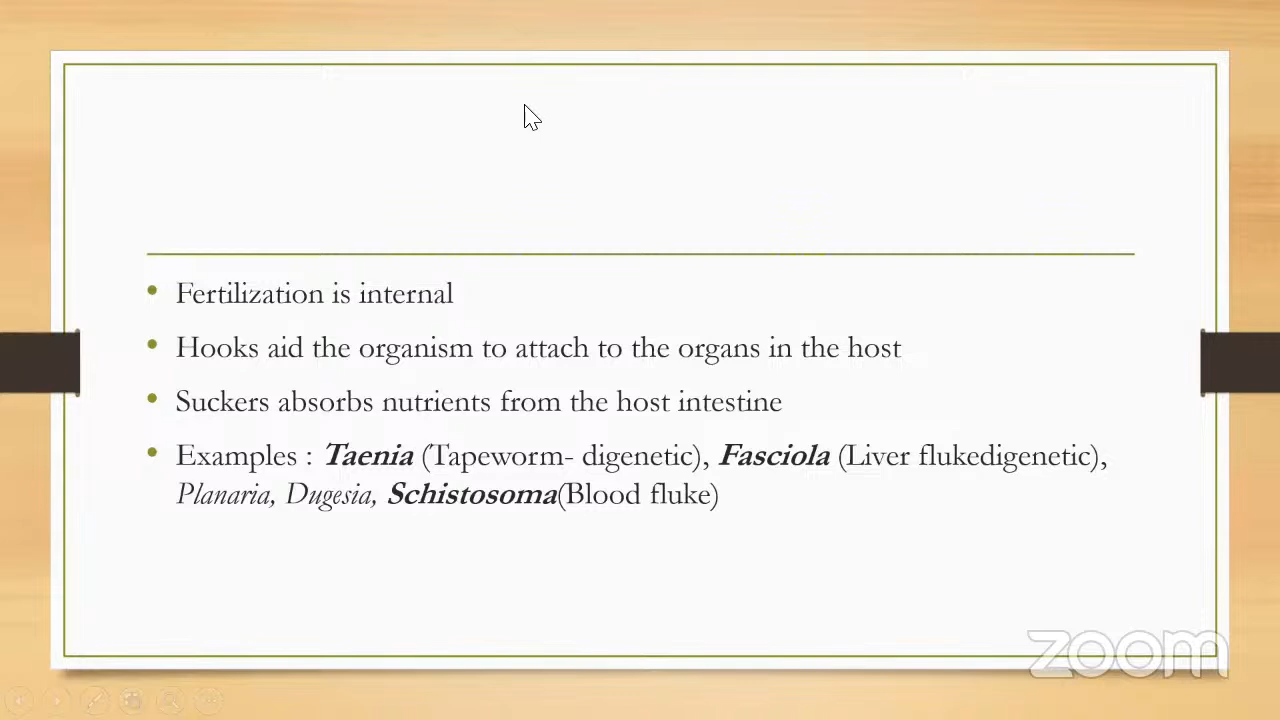 • Fertilization is internal
• Hooks aid the organism to attach to the organs in the host
• Suckers absorbs nutrients from the host intestine
• Examples : Taenia (Tapeworm- digenetic), Fasciola (Liver flukedigenetic),
Planaria, Dugesia, Schistosoma(Blood fluke)
zoom